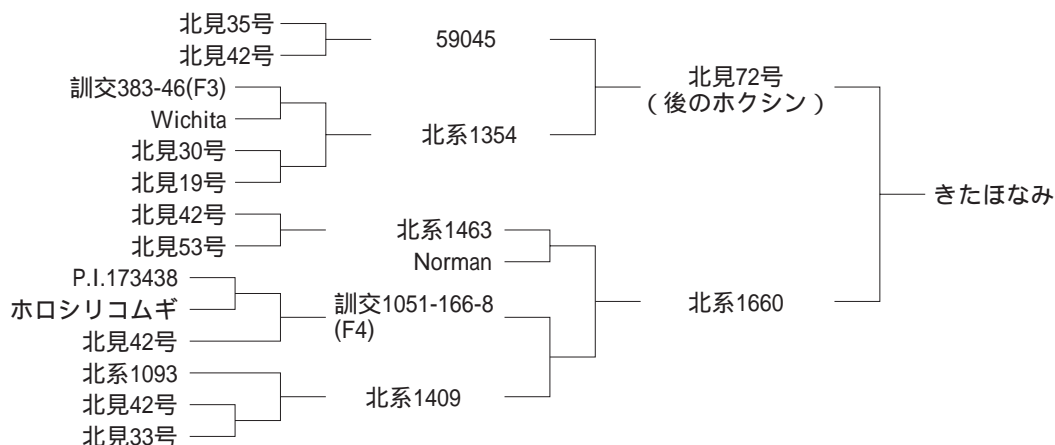 北見35号
北見42号
訓交383-46(F3)
Wichita
北見30号
北見19号
北見42号
北見53号
P.I.173438
ホロシリコムギ
北見42号
北系1093
北見42号
北見33号
59045
北系1354
北系1463
Norman
訓交1051-166-8
(F4)
北系1409
北見72号
(後のホクシン)
北系1660
きたほなみ